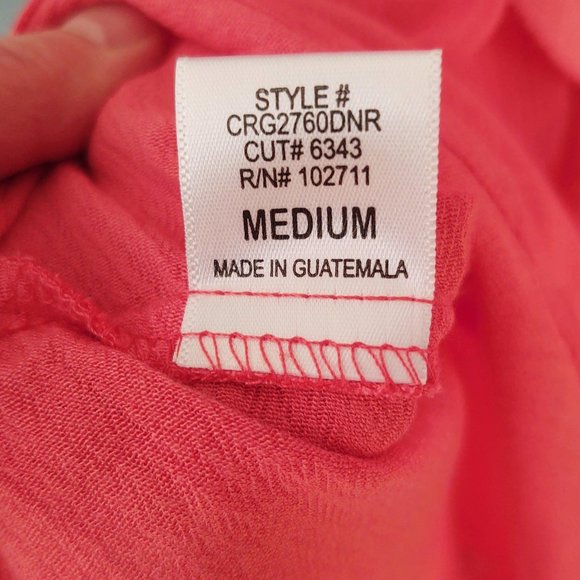 STYLE #
CRG2760DNR
CUT# 6343
R/N# 102711
MEDIUM
MADE IN GUATEMALA